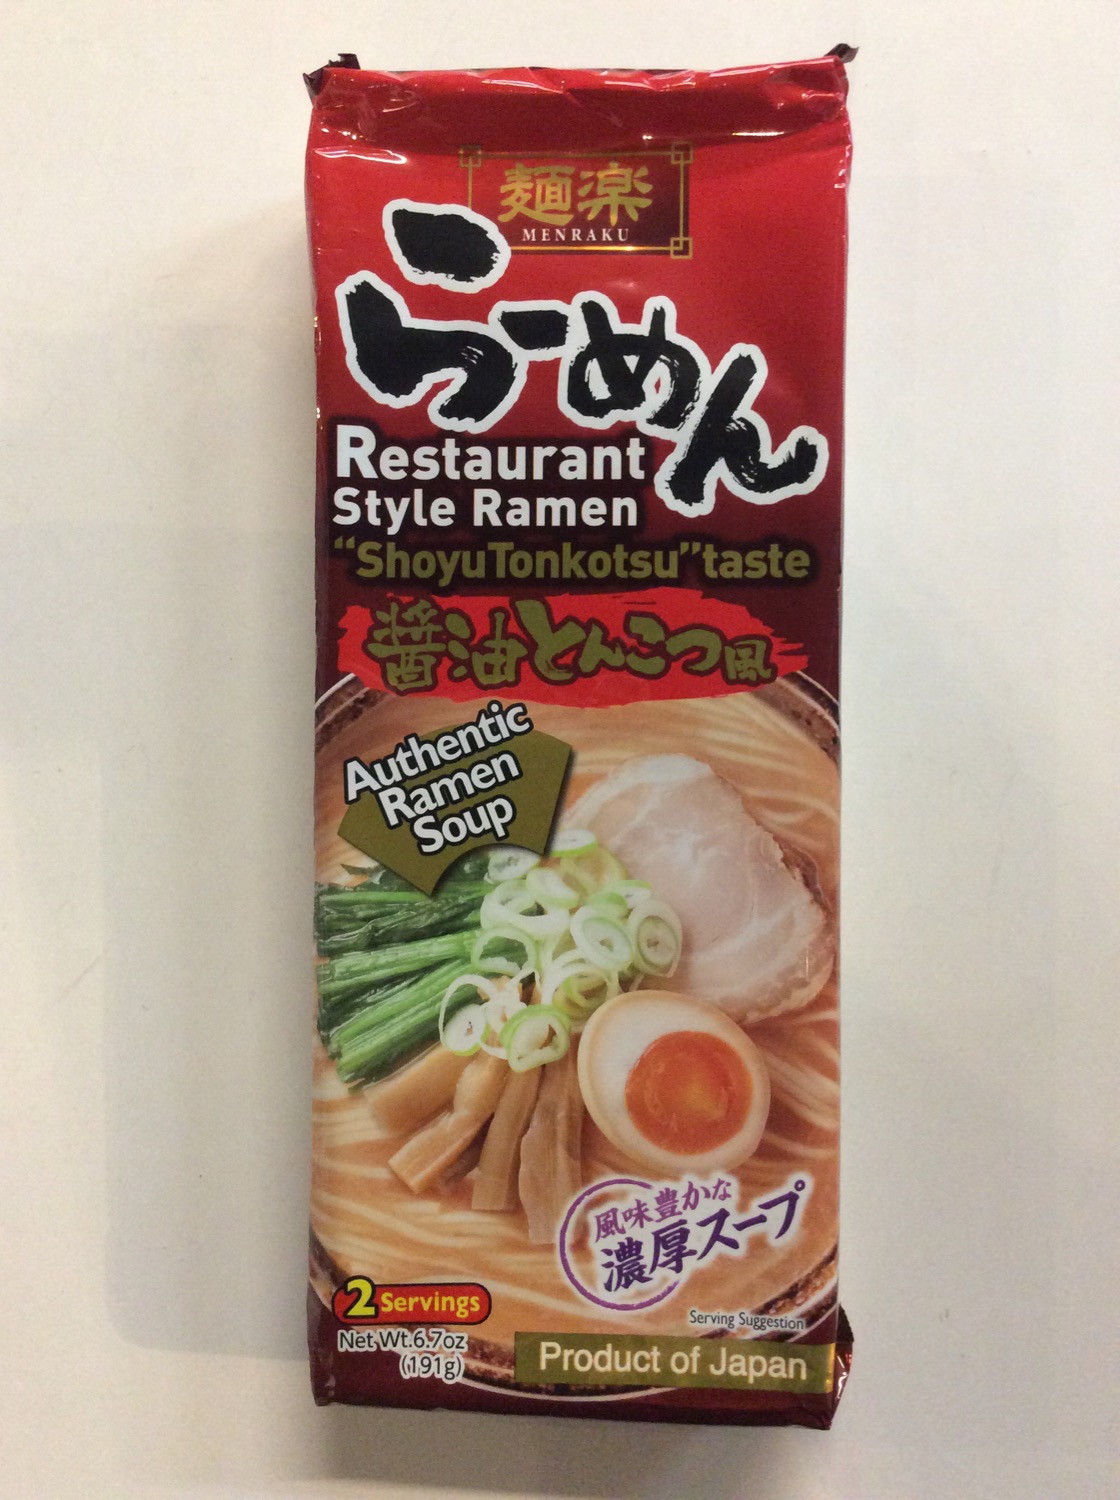 麺楽
MENRAKU
らーめん
Restaurant
Style Ramen
“ShoyuTonkotsu”taste
醤油とんこつ風
Authentic
Ramen
Soup
風味豊かな
濃厚スープ
2 Servings
Net Wt.6.7oz
(191g)
Serving Suggestion
Product of Japan